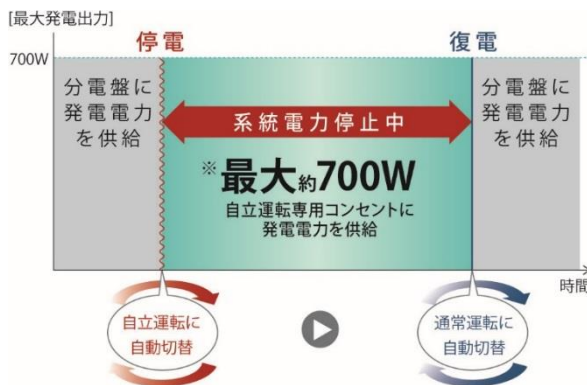 [最大発電出力]
停電
復電
700W
分電盤に
発電電力
を供給
系統電力停止中
※最大約700W
自立運転専用コンセントに
発電電力を供給
分電盤に
発電電力
を供給
時間
自立運転に
自動切替
通常運転に
自動切替